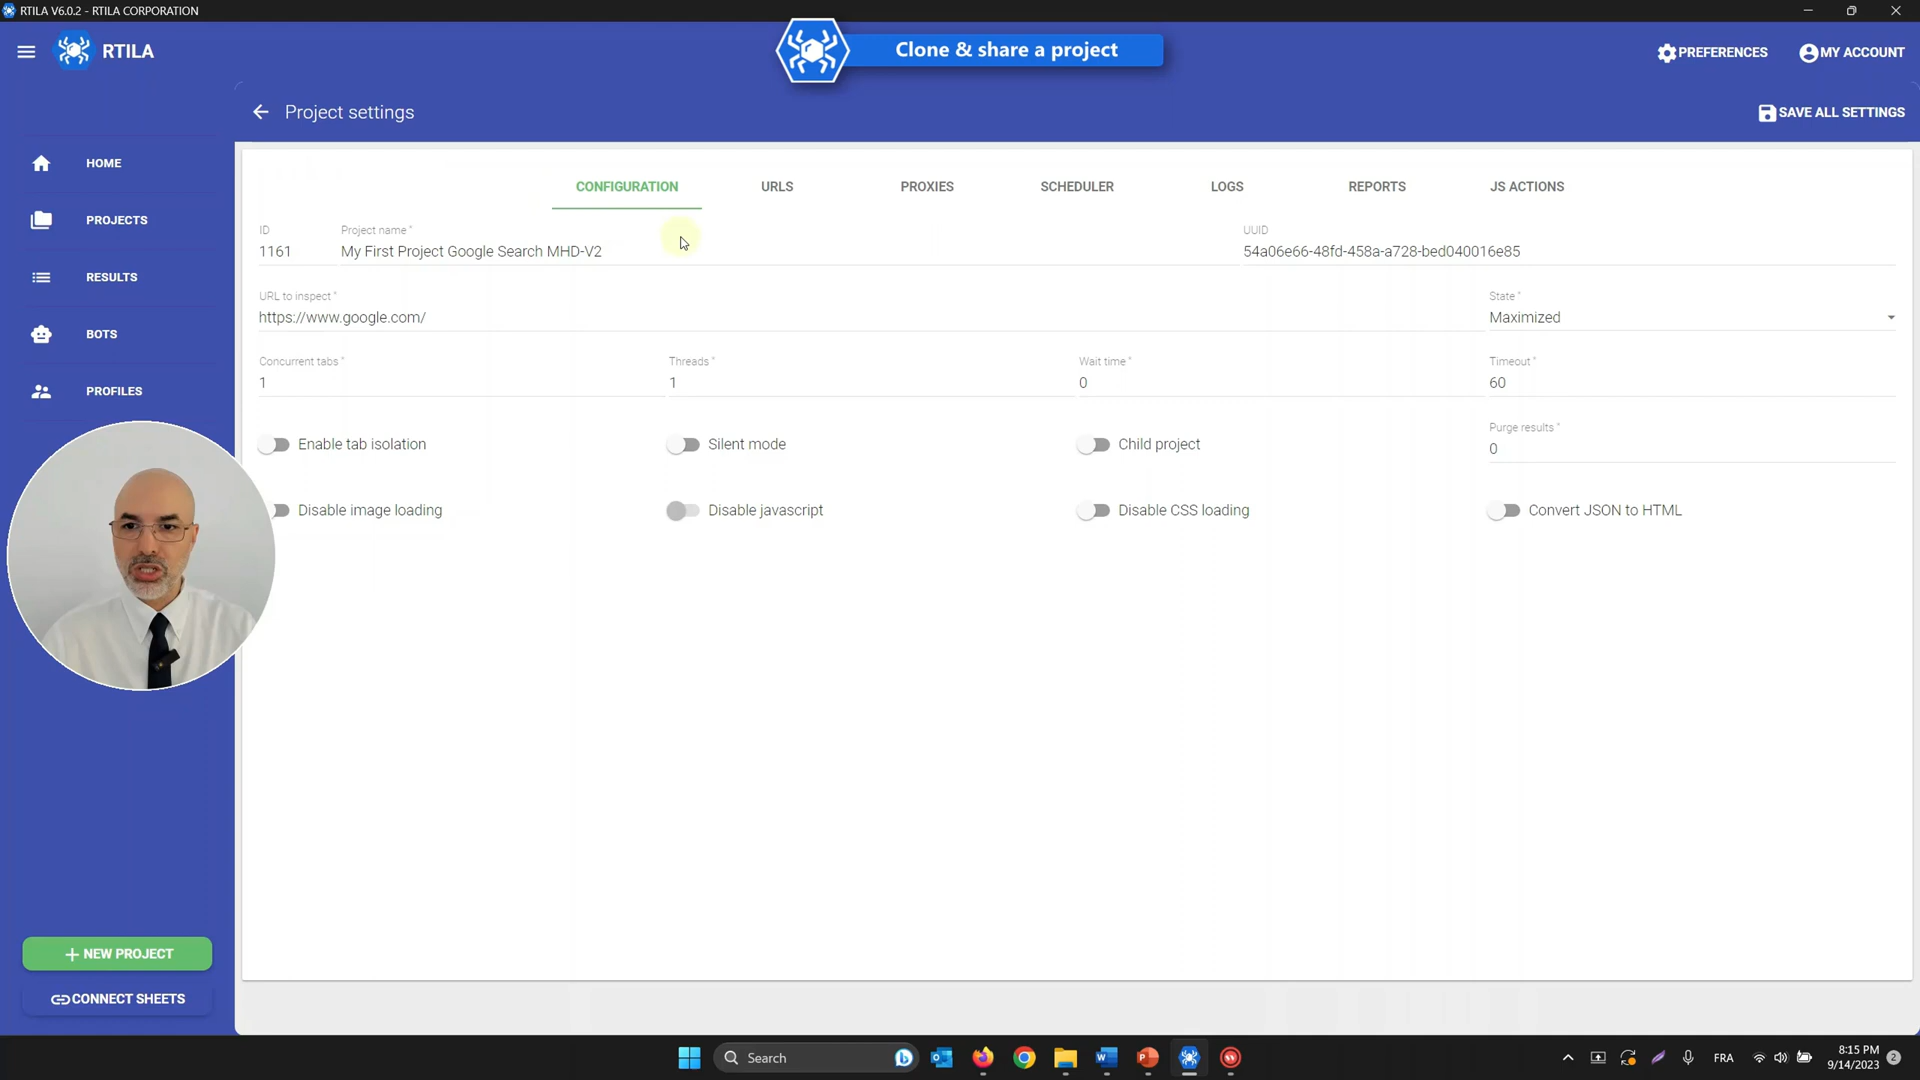 RTILA V6.0.2 - RTILA CORPORATION
RTILA
Clone & share a project
PREFERENCES
MY ACCOUNT
Project settings
SAVE ALL SETTINGS
HOME
PROJECTS
RESULTS
BOTS
PROFILES
CONFIGURATION
URLS
PROXIES
SCHEDULER
LOGS
REPORTS
JS ACTIONS
ID
1161
Project name *
My First Project Google Search MHD-V2
UUID
54a06e66-48fd-458a-a728-bed040016e85
URL to inspect *
https://www.google.com/
State *
Maximized
Concurrent tabs *
1
Threads *
1
Wait time *
0
Timeout *
60
Enable tab isolation
Silent mode
Child project
Purge results *
0
Disable image loading
Disable javascript
Disable CSS loading
Convert JSON to HTML
+ NEW PROJECT
CONNECT SHEETS
Search
FRA
8:15 PM
9/14/2023
2